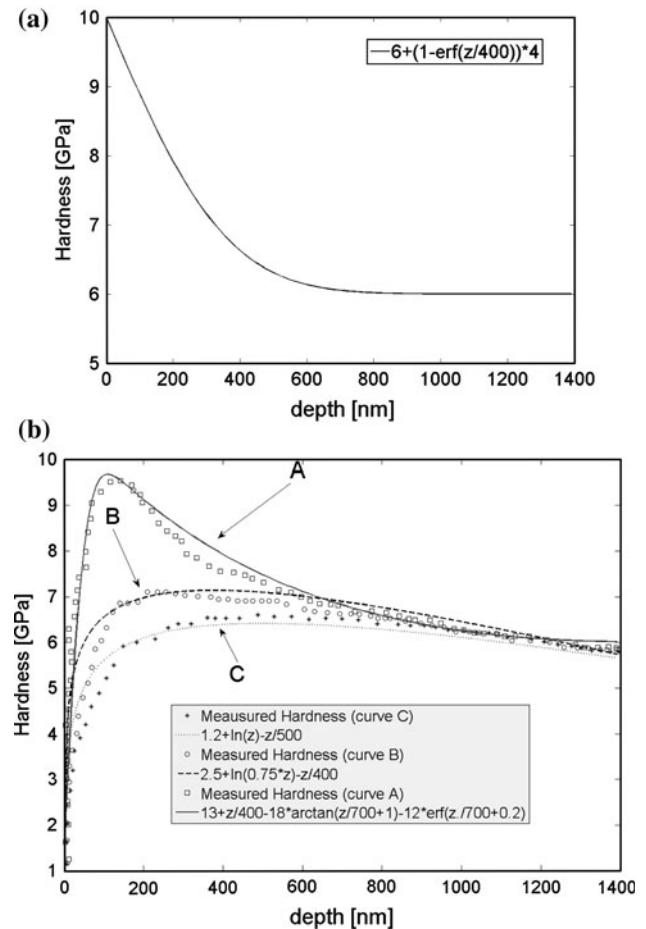 (a)
10
9
8
7
6
5
Hardness [GPa]
6+(1-erf(z/400))*4
0 200 400 600 800 1000 1200 1400
depth [nm]
(b)
10
9
8
7
6
5
4
3
2
1
Hardness [GPa]
A
B
C
Meausured Hardness (curve C)
1.2+ln(z)-z/500
Measured Hardness (curve B)
2.5+ln(0.75*z)-z/400
Measured Hardness (curve A)
13+z/400-18*arctan(z/700+1)-12*erf(z./700+0.2)
0 200 400 600 800 1000 1200 1400
depth [nm]